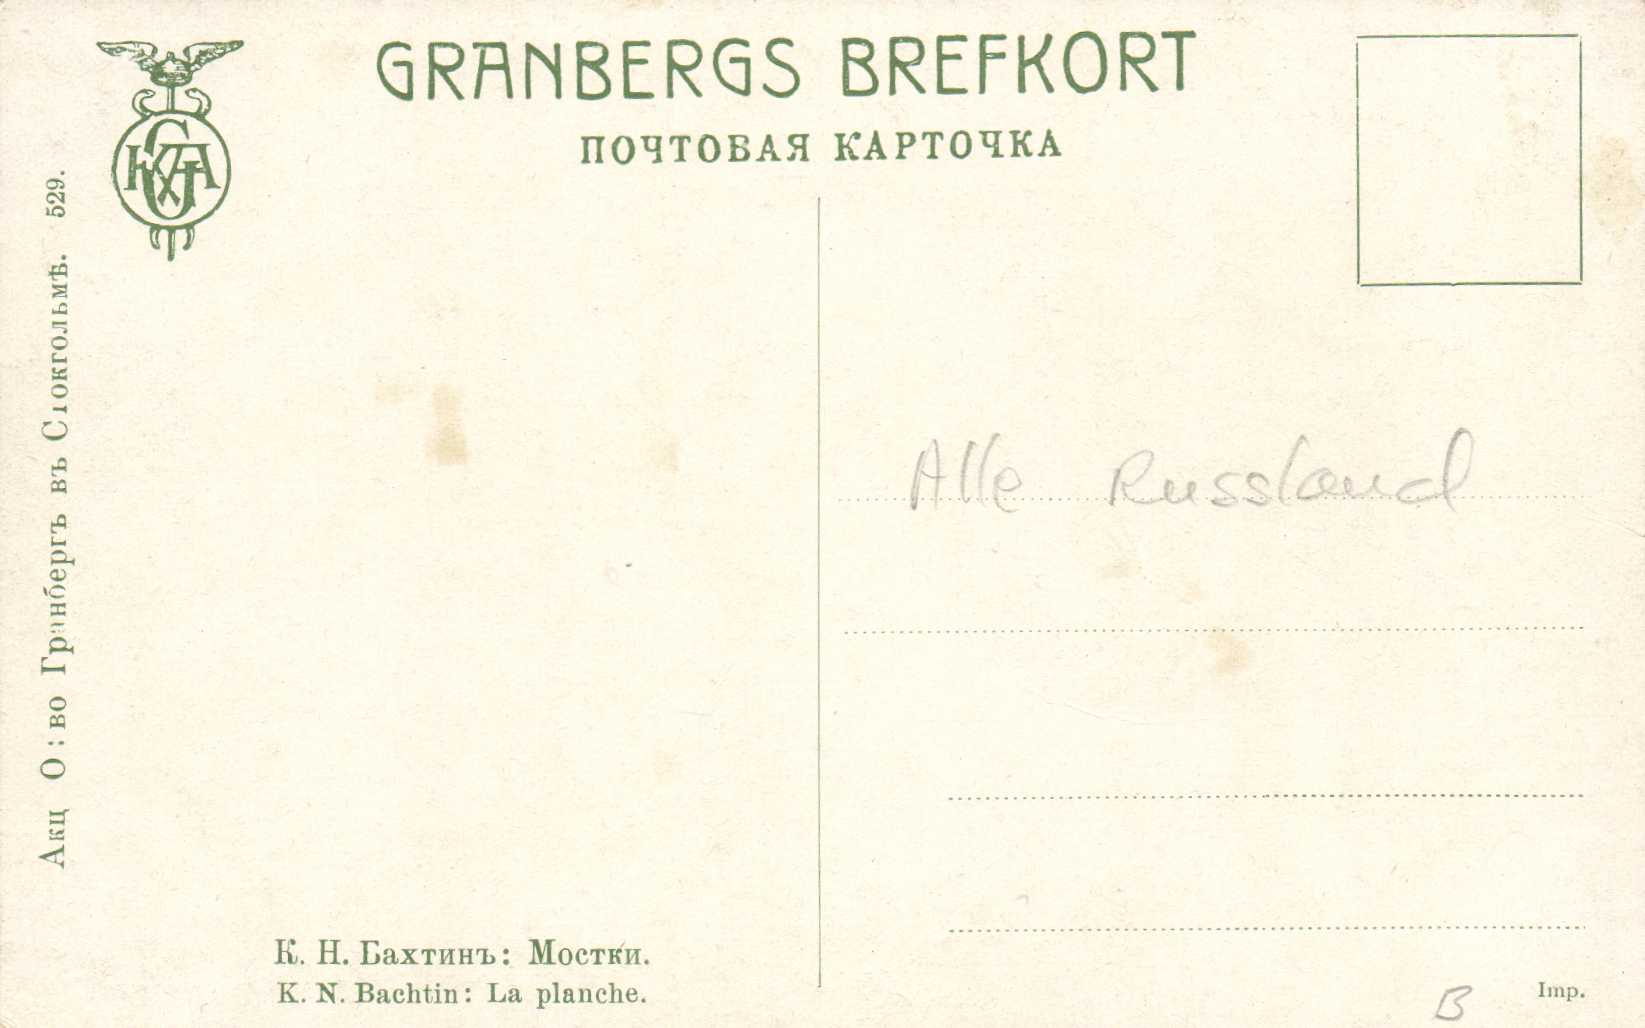 GRANBERGS BREFKORT
ПОЧТОВАЯ КАРТОЧКА
Акц О:во Гранбергъ въ Стокгольмѣ. 529.
Alle Russland
К. Н. Бахтинъ: Мостки.
K. N. Bachtin: La planche.
Imp.
B